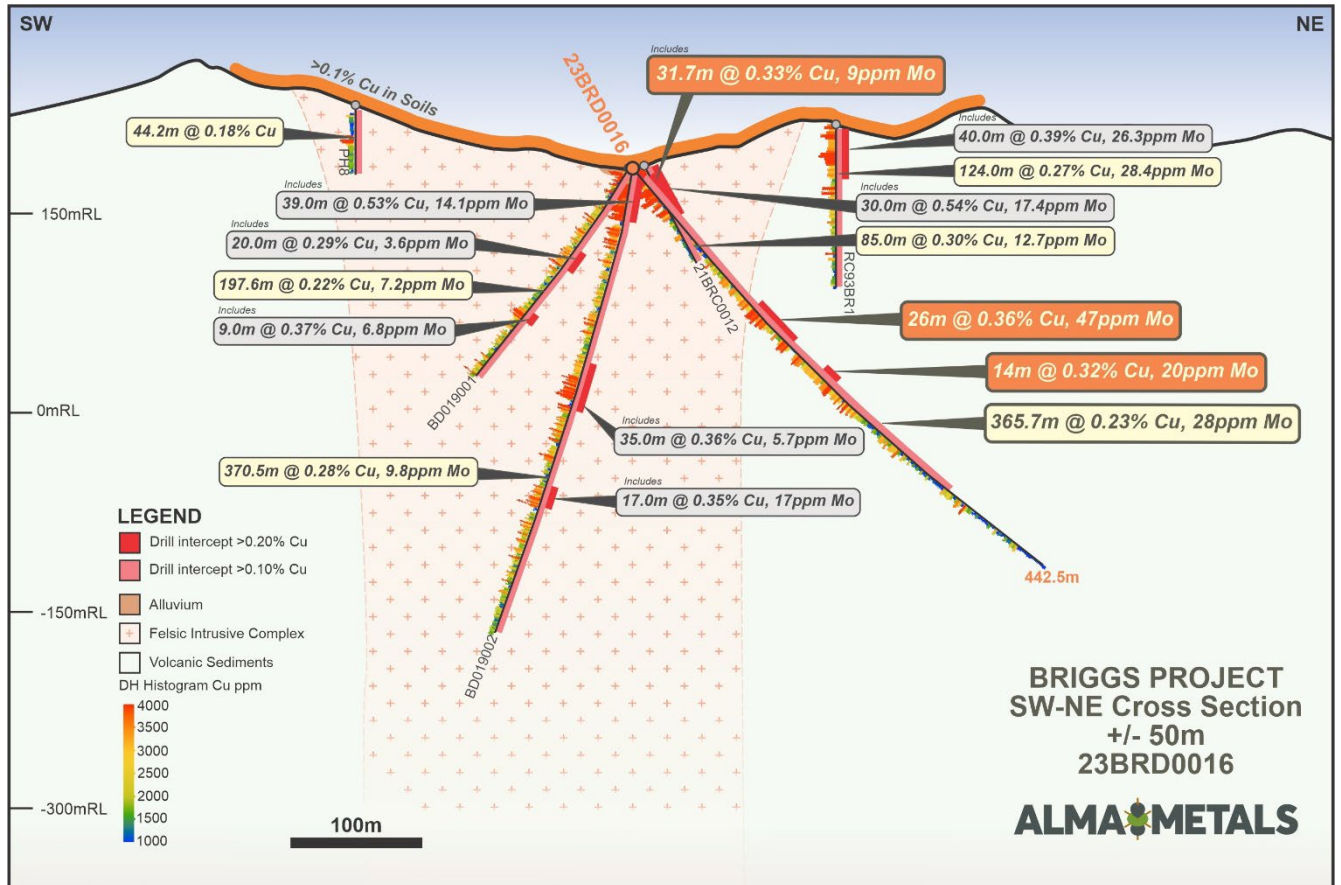 SW
NE
>0.1% Cu in Soils
23BRD0016
Includes
31.7m @ 0.33% Cu, 9ppm Mo
44.2m @ 0.18% Cu
PH8
Includes
40.0m @ 0.39% Cu, 26.3ppm Mo
124.0m @ 0.27% Cu, 28.4ppm Mo
Includes
39.0m @ 0.53% Cu, 14.1ppm Mo
Includes
30.0m @ 0.54% Cu, 17.4ppm Mo
150mRL
Includes
20.0m @ 0.29% Cu, 3.6ppm Mo
85.0m @ 0.30% Cu, 12.7ppm Mo
RC93BR1
21BRC0012
197.6m @ 0.22% Cu, 7.2ppm Mo
Includes
9.0m @ 0.37% Cu, 6.8ppm Mo
26m @ 0.36% Cu, 47ppm Mo
14m @ 0.32% Cu, 20ppm Mo
BD019001
0mRL
365.7m @ 0.23% Cu, 28ppm Mo
Includes
35.0m @ 0.36% Cu, 5.7ppm Mo
370.5m @ 0.28% Cu, 9.8ppm Mo
Includes
17.0m @ 0.35% Cu, 17ppm Mo
442.5m
BD019002
LEGEND
Drill intercept >0.20% Cu
Drill intercept >0.10% Cu
Alluvium
Felsic Intrusive Complex
Volcanic Sediments
DH Histogram Cu ppm
4000
3500
3000
2500
2000
1500
1000
-150mRL
-300mRL
100m
BRIGGS PROJECT
SW-NE Cross Section
+/- 50m
23BRD0016
ALMA METALS